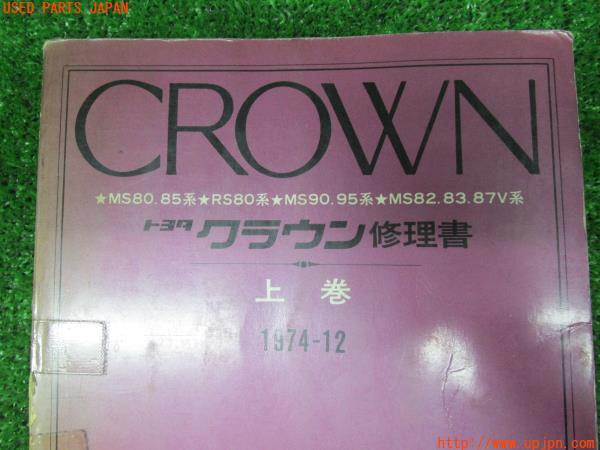 USED PARTS JAPAN
CROWN
★MS80.85系★RS80系★MS90.95系★MS82.83.87V系
トヨタ クラウン修理書
上巻
1974-12
http://www.upjpn.com/